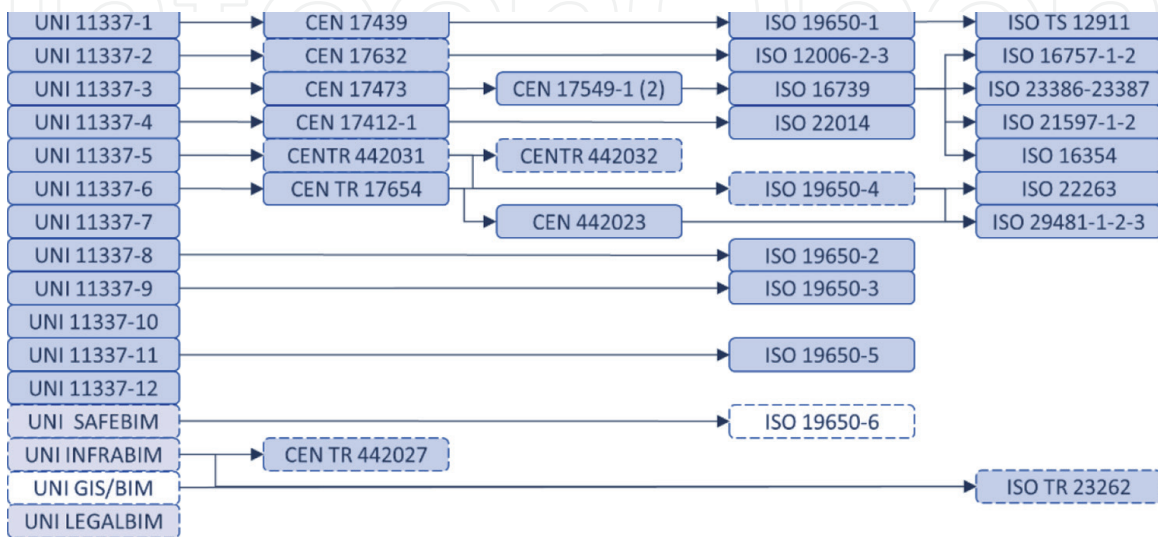 UNI 11337-1 CEN 17439 ISO 19650-1 ISO TS 12911
UNI 11337-2 CEN 17632 ISO 12006-2-3 ISO 16757-1-2
UNI 11337-3 CEN 17473 CEN 17549-1 (2) ISO 16739 ISO 23386-23387
UNI 11337-4 CEN 17412-1 ISO 22014 ISO 21597-1-2
UNI 11337-5 CENTR 442031 CENTR 442032 ISO 16354
UNI 11337-6 CEN TR 17654 ISO 19650-4 ISO 22263
UNI 11337-7 CEN 442023 ISO 29481-1-2-3
UNI 11337-8 ISO 19650-2
UNI 11337-9 ISO 19650-3
UNI 11337-10
UNI 11337-11 ISO 19650-5
UNI 11337-12
UNI SAFEBIM ISO 19650-6
UNI INFRABIM CEN TR 442027
UNI GIS/BIM ISO TR 23262
UNI LEGALBIM